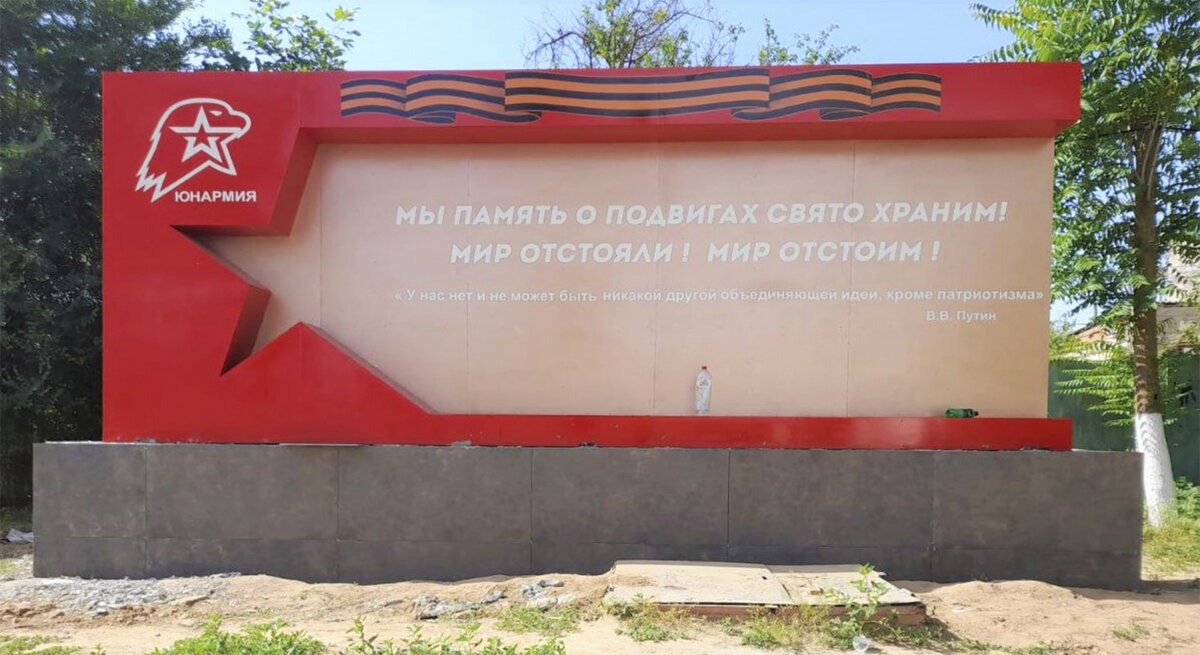 ЮНАРМИЯ
МЫ ПАМЯТЬ О ПОДВИГАХ СВЯТО ХРАНИМ!
МИР ОТСТОЯЛИ ! МИР ОТСТОИМ !
« У нас нет и не может быть никакой другой объединяющей идеи, кроме патриотизма»
В.В. Путин